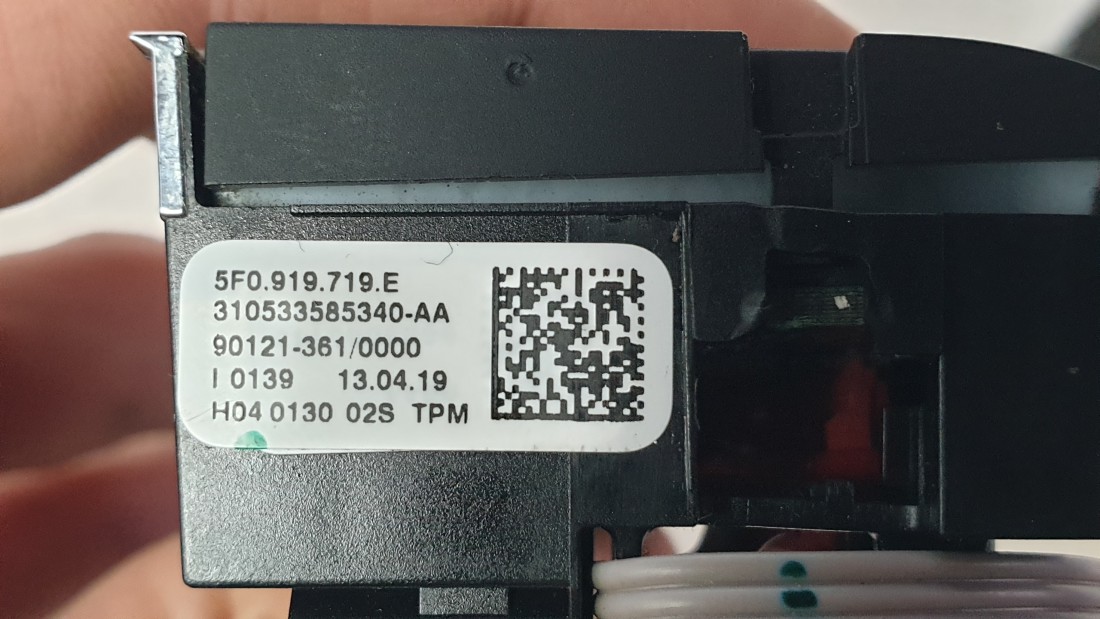 5F0.919.719.E
310533585340-AA
90121-361/0000
I 0139 13.04.19
H04 0130 02S TPM